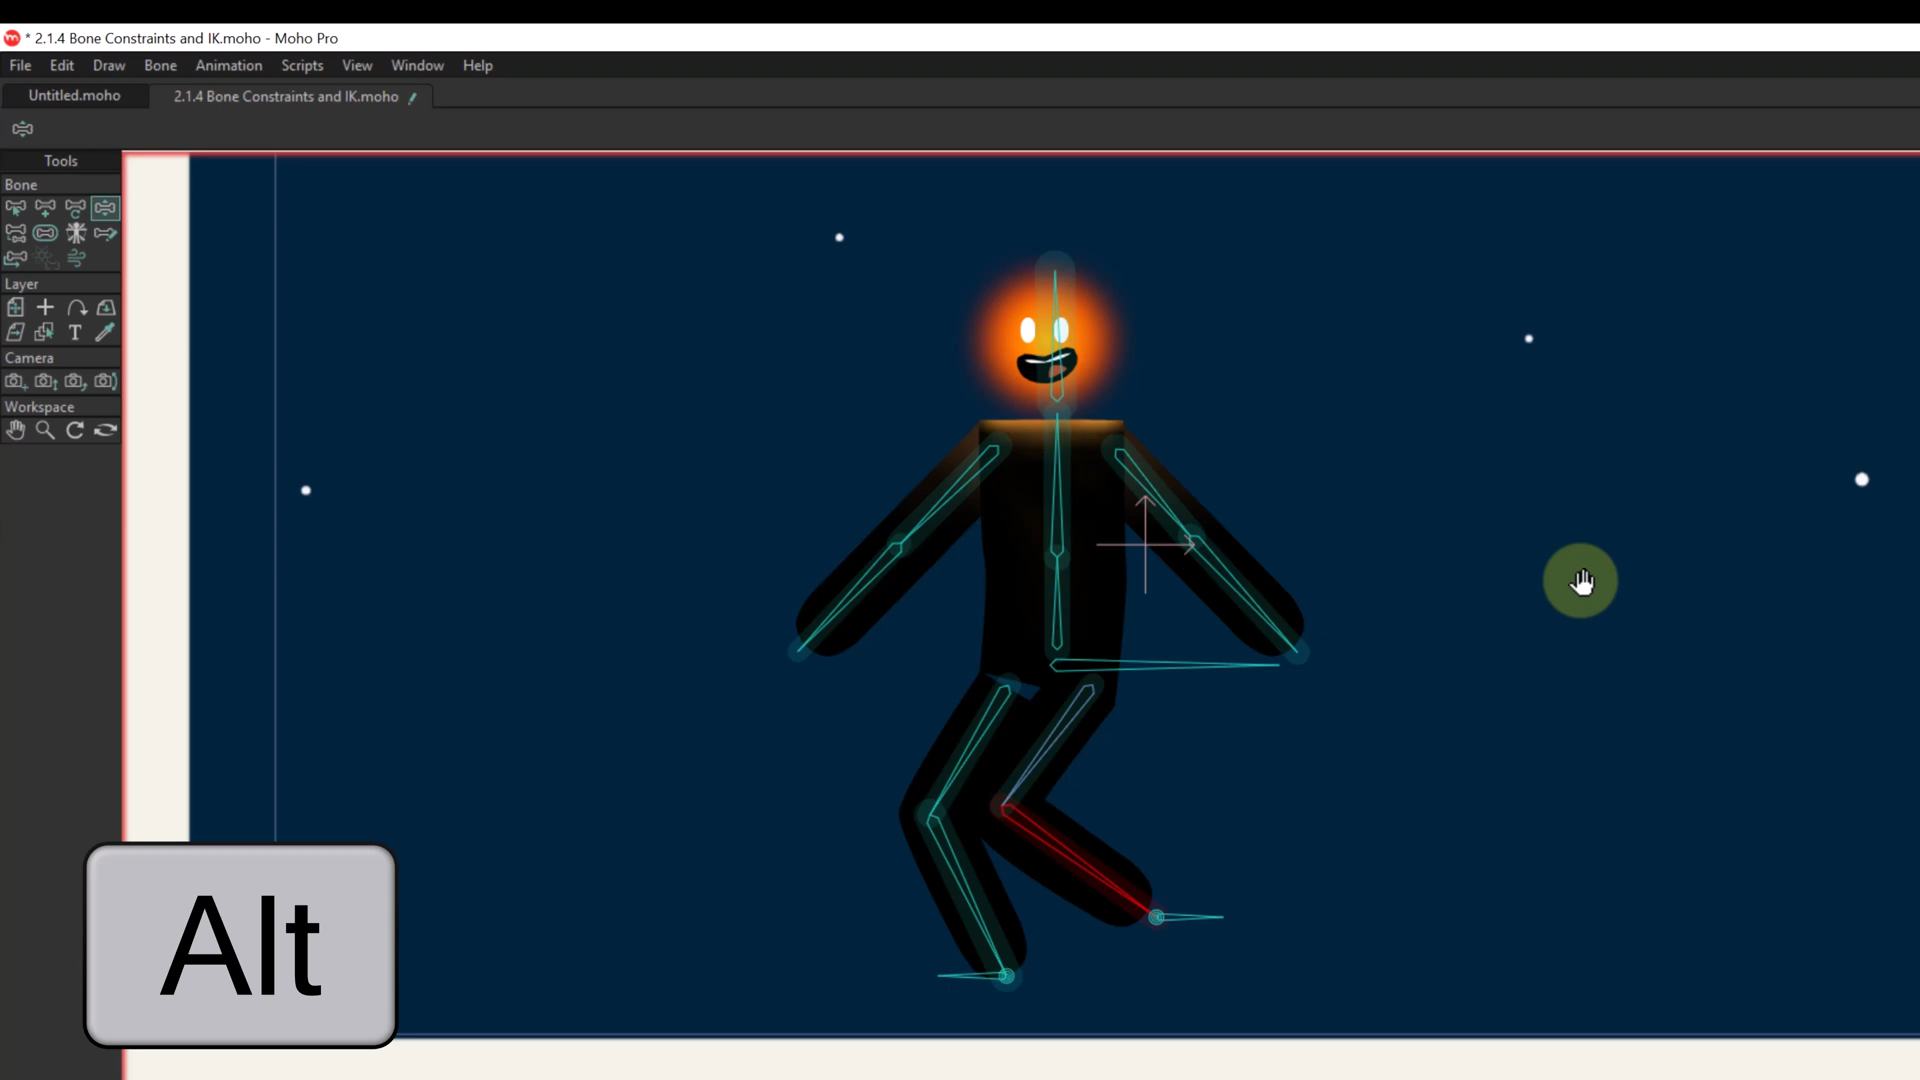 * 2.1.4 Bone Constraints and IK.moho - Moho Pro
File Edit Draw Bone Animation Scripts View Window Help
Untitled.moho 2.1.4 Bone Constraints and IK.moho
Tools
Bone
Layer
T
Camera
Workspace
Alt